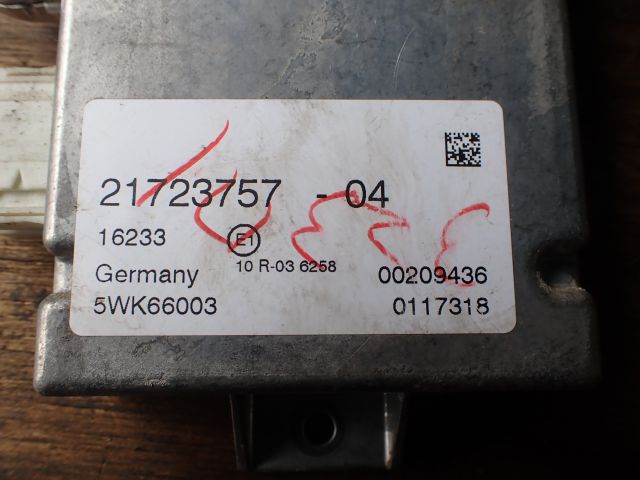 21723757 - 04
16233 E1
10 R-03 6258
Germany 00209436
5WK66003 0117318